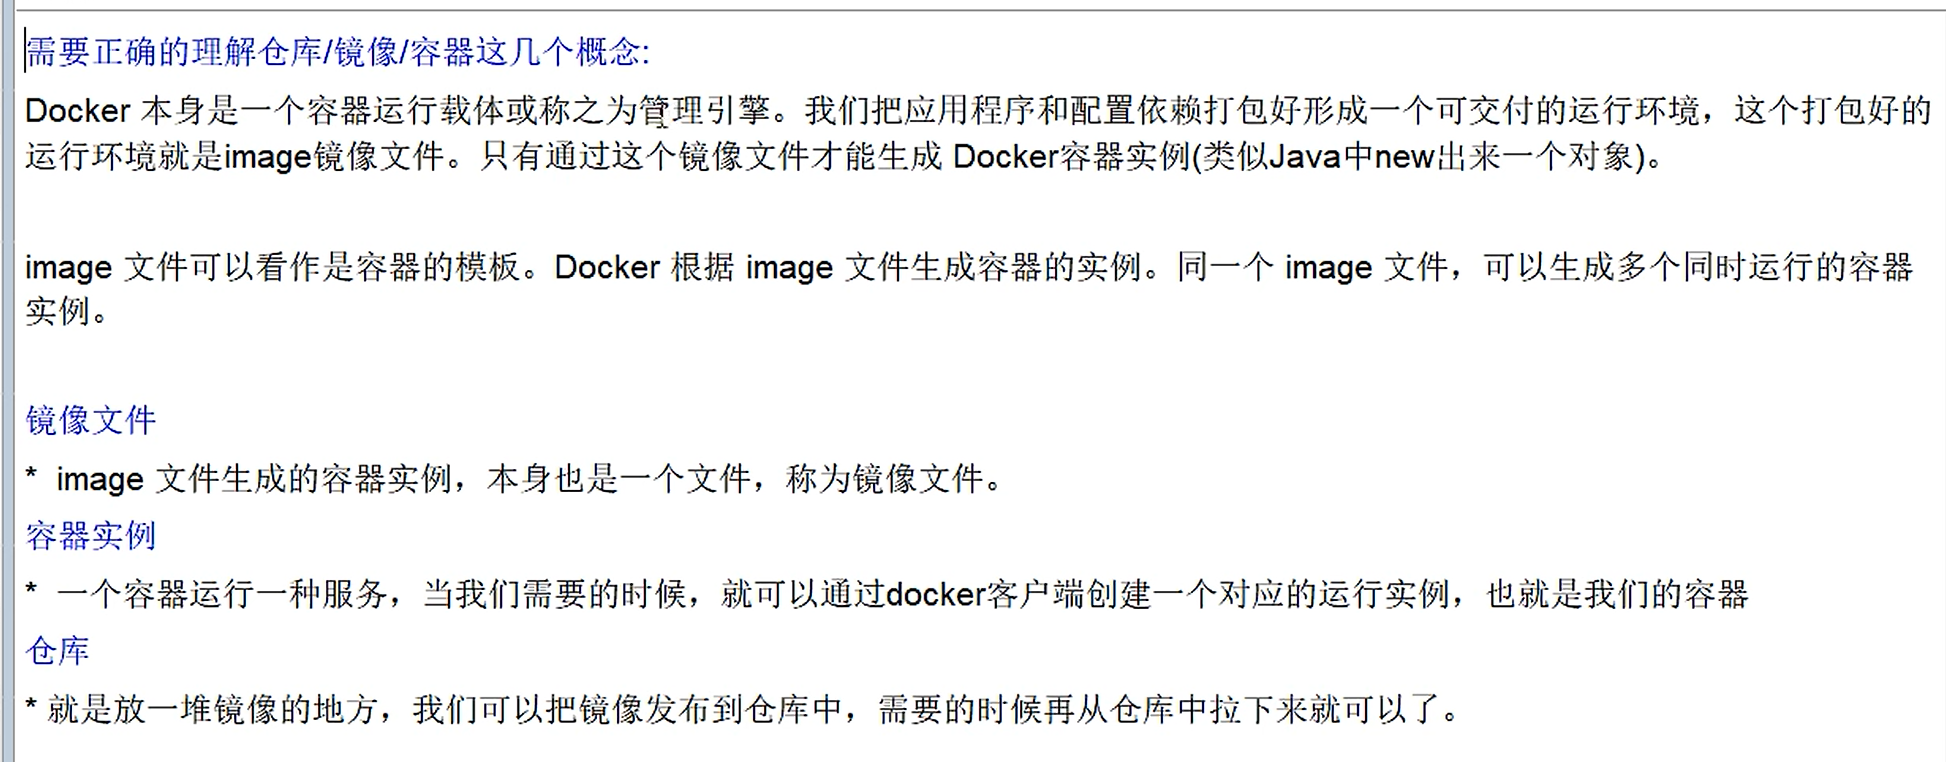 需要正确的理解仓库/镜像/容器这几个概念:
Docker 本身是一个容器运行载体或称之为管理引擎。我们把应用程序和配置依赖打包好形成一个可交付的运行环境，这个打包好的
运行环境就是image镜像文件。只有通过这个镜像文件才能生成 Docker容器实例(类似Java中new出来一个对象)。
image 文件可以看作是容器的模板。Docker 根据 image 文件生成容器的实例。同一个 image 文件，可以生成多个同时运行的容器
实例。
镜像文件
* image 文件生成的容器实例，本身也是一个文件，称为镜像文件。
容器实例
* 一个容器运行一种服务，当我们需要的时候，就可以通过docker客户端创建一个对应的运行实例，也就是我们的容器
仓库
* 就是放一堆镜像的地方，我们可以把镜像发布到仓库中，需要的时候再从仓库中拉下来就可以了。